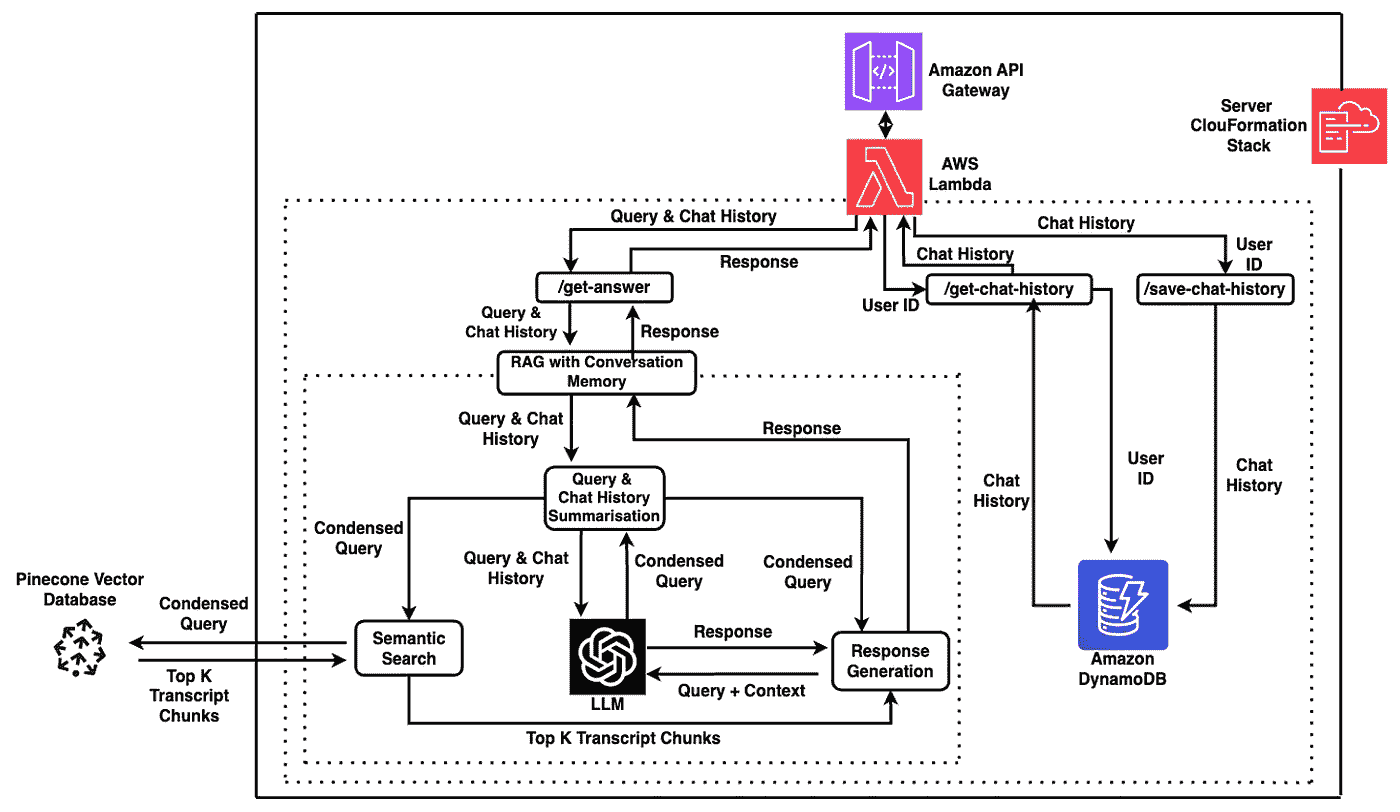 Amazon API
Gateway
Server
ClouFormation
Stack
AWS
Lambda
Query & Chat History
Chat History
Response
Chat History
User
ID
/get-answer
User ID
/get-chat-history
/save-chat-history
Query &
Chat History
Response
RAG with Conversation
Memory
Query & Chat
History
Response
User
ID
Chat
History
Chat
History
Query &
Chat History
Summarisation
Condensed
Query
Query & Chat
History
Condensed
Query
Condensed
Query
Pinecone Vector
Database
Condensed
Query
Semantic
Search
Response
Response
Generation
Query + Context
Top K
Transcript
Chunks
LLM
Amazon
DynamoDB
Top K Transcript Chunks